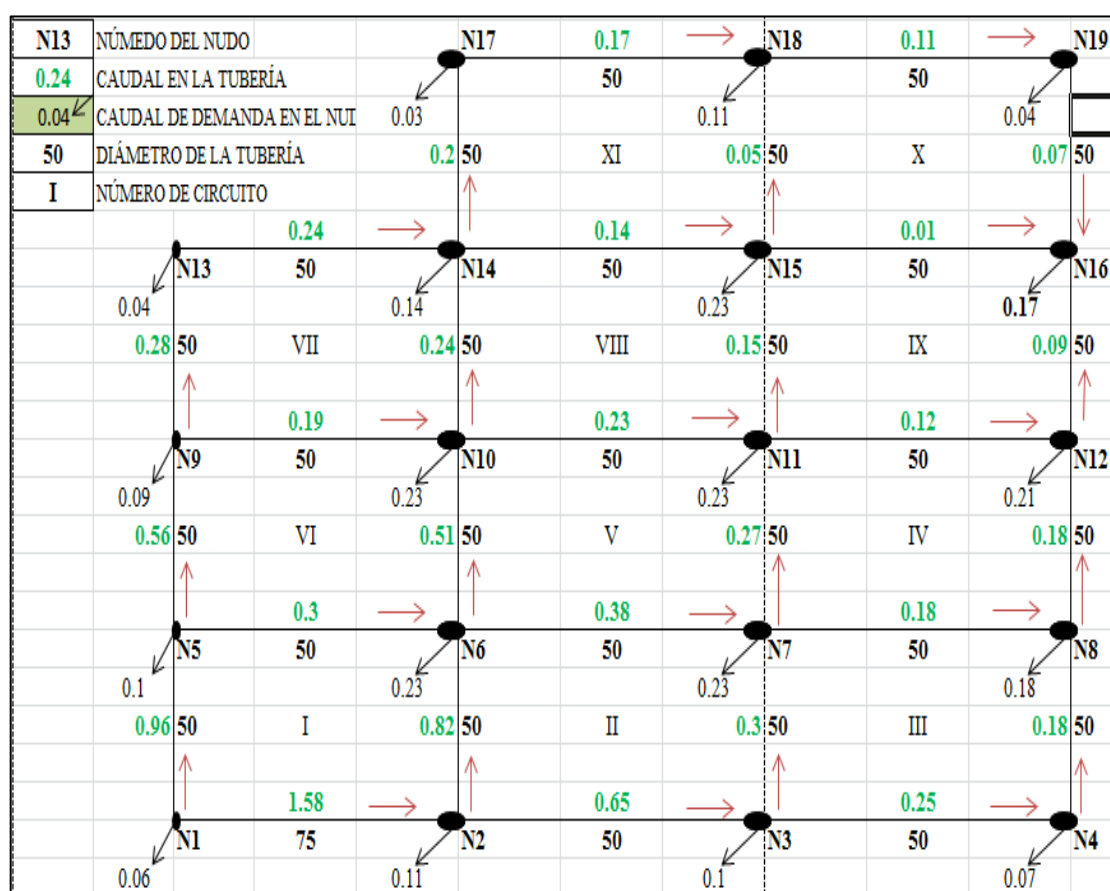 N13 NÚMEDO DEL NUDO N17 0.17 N18 0.11 N19
0.24 CAUDAL EN LA TUBERÍA 50 50
0.04 CAUDAL DE DEMANDA EN EL NUI 0.03 0.11 0.04
50 DIÁMETRO DE LA TUBERÍA 0.2 50 XI 0.05 50 X 0.07 50
I NÚMERO DE CIRCUITO
0.24 0.14 0.01
N13 50 N14 50 N15 50 N16
0.04 0.14 0.23 0.17
0.28 50 VII 0.24 50 VIII 0.15 50 IX 0.09 50
0.19 0.23 0.12
N9 50 N10 50 N11 50 N12
0.09 0.23 0.23 0.21
0.56 50 VI 0.51 50 V 0.27 50 IV 0.18 50
0.3 0.38 0.18
N5 50 N6 50 N7 50 N8
0.1 0.23 0.23 0.18
0.96 50 I 0.82 50 II 0.3 50 III 0.18 50
1.58 0.65 0.25
N1 75 N2 50 N3 50 N4
0.06 0.11 0.1 0.07